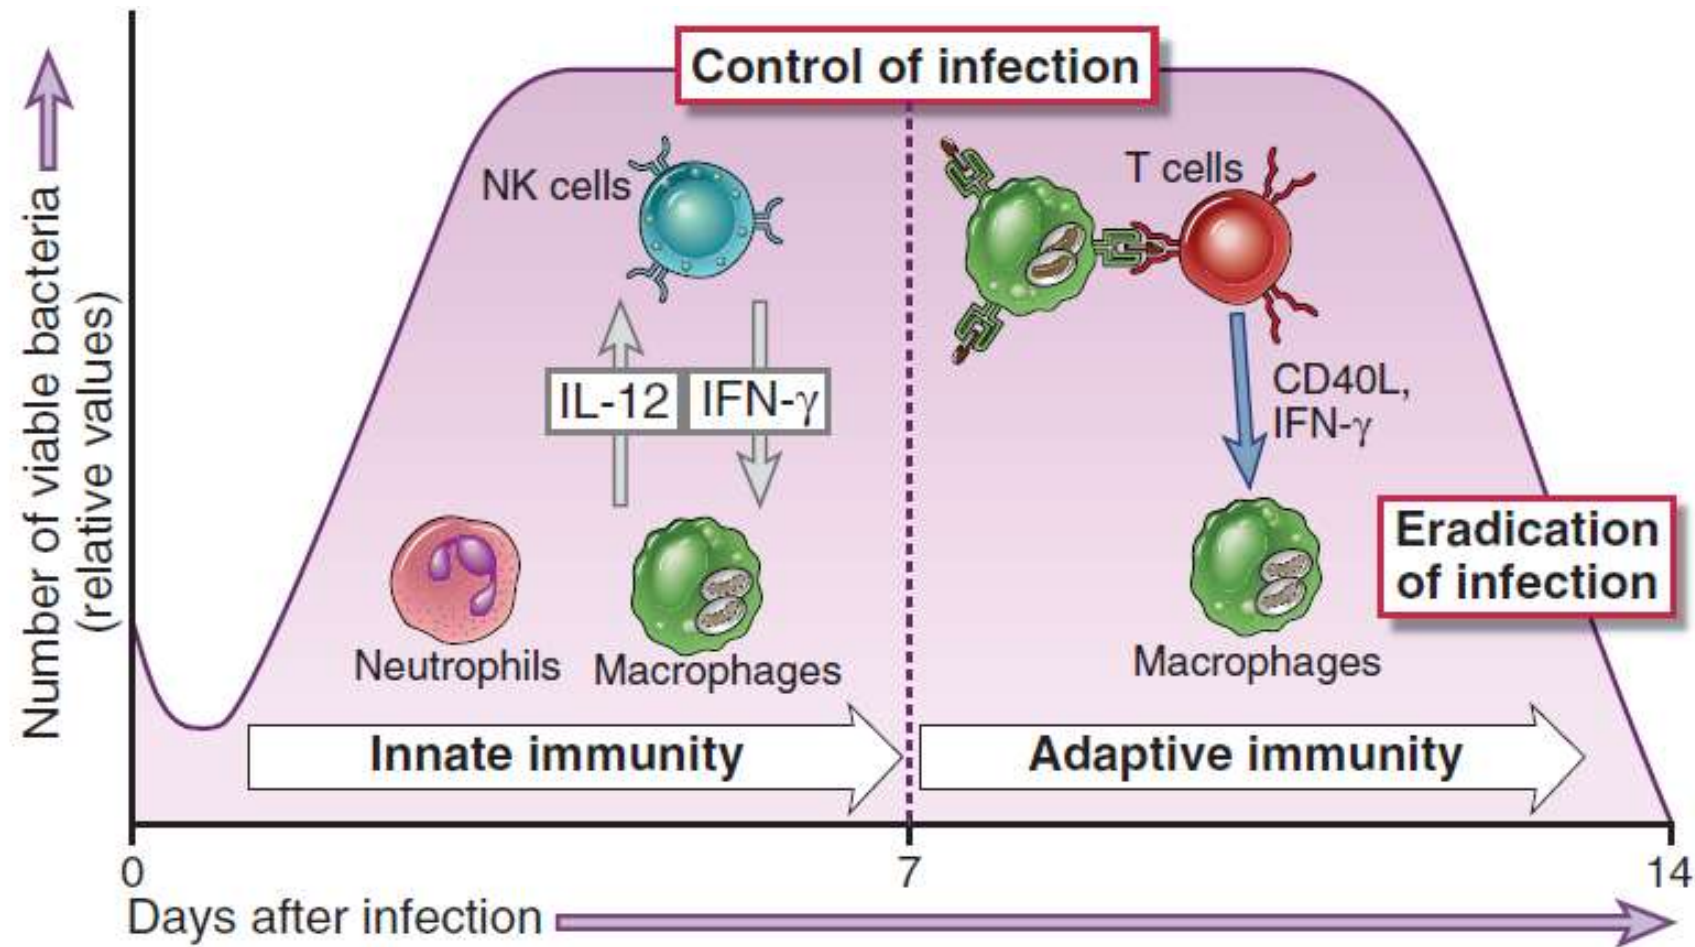 Number of viable bacteria
(relative values)
Control of infection
NK cells
IL-12
IFN-γ
Neutrophils
Macrophages
T cells
CD40L,
IFN-γ
Macrophages
Eradication
of infection
Innate immunity
Adaptive immunity
0
7
14
Days after infection